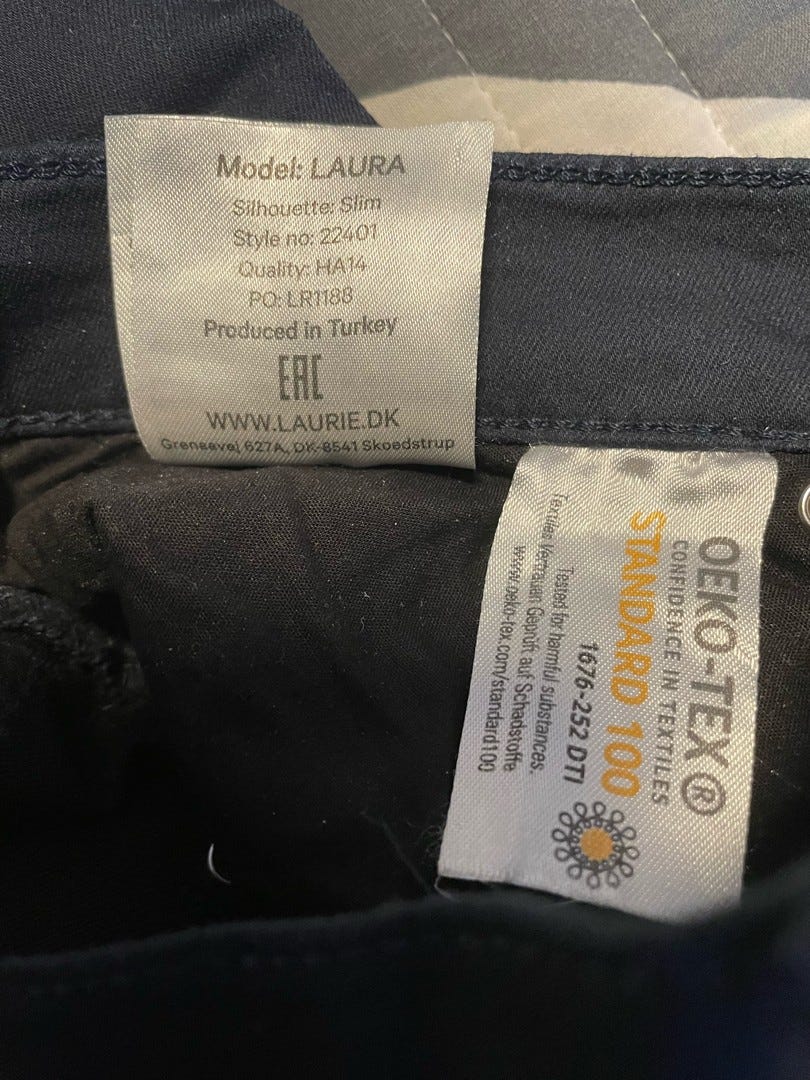 Model: LAURA
Silhouette: Slim
Style no: 22401
Quality: HA14
PO: LR1188
Produced in Turkey
EAC
WWW.LAURIE.DK
Grensevej 627A, DK-8541 Skoedstrup
OEKO-TEX®
CONFIDENCE IN TEXTILES
STANDARD 100
1676-252 DTI
Tested for harmful substances.
Textiles Vertrauen Geprüft auf Schadstoffe
www.oeko-tex.com/standard100